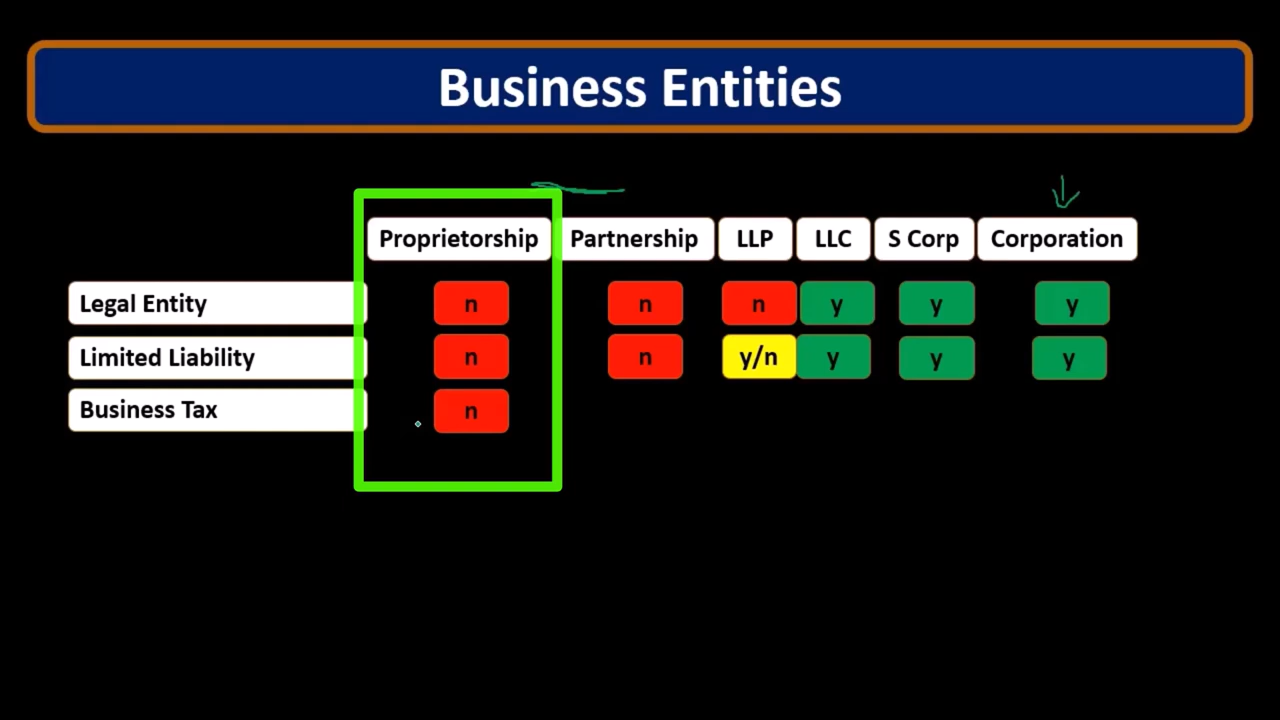 Business Entities
Proprietorship Partnership LLP LLC S Corp Corporation
Legal Entity n n n y y y
Limited Liability n n y/n y y y
Business Tax n